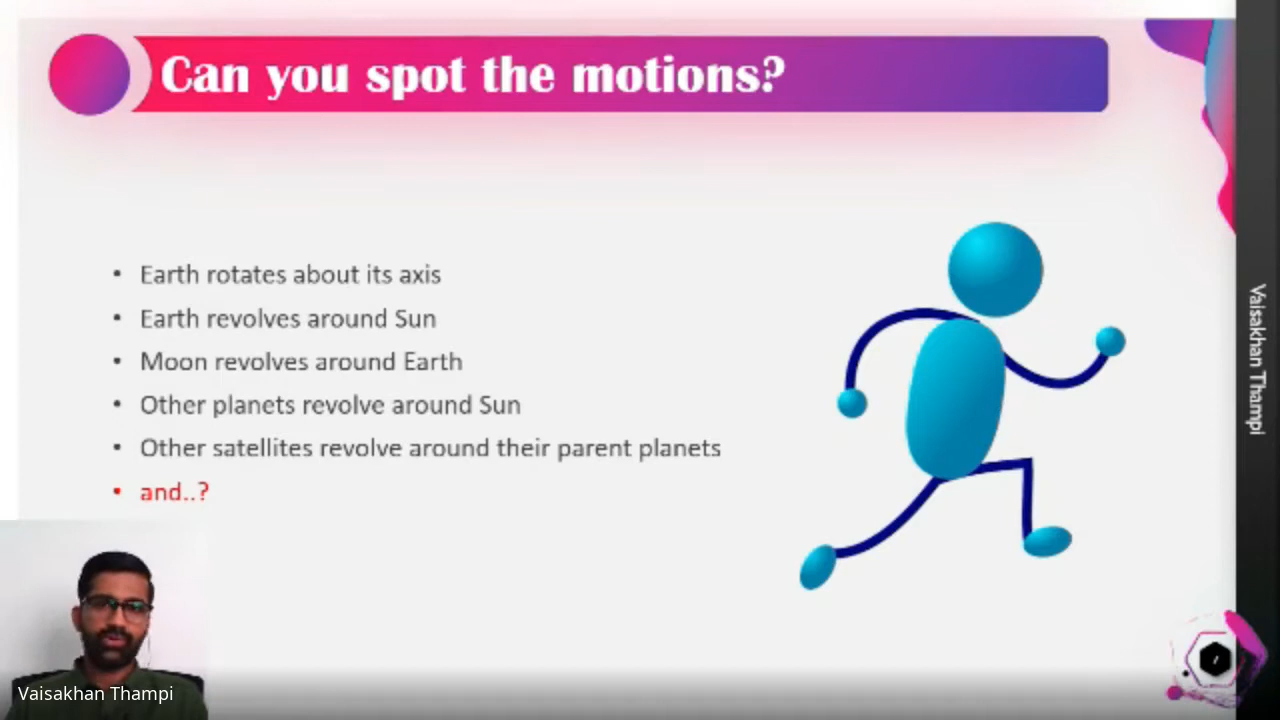 Can you spot the motions?
• Earth rotates about its axis
• Earth revolves around Sun
• Moon revolves around Earth
• Other planets revolve around Sun
• Other satellites revolve around their parent planets
• and..?
Vaisakhan Thampi
Vaisakhan Thampi